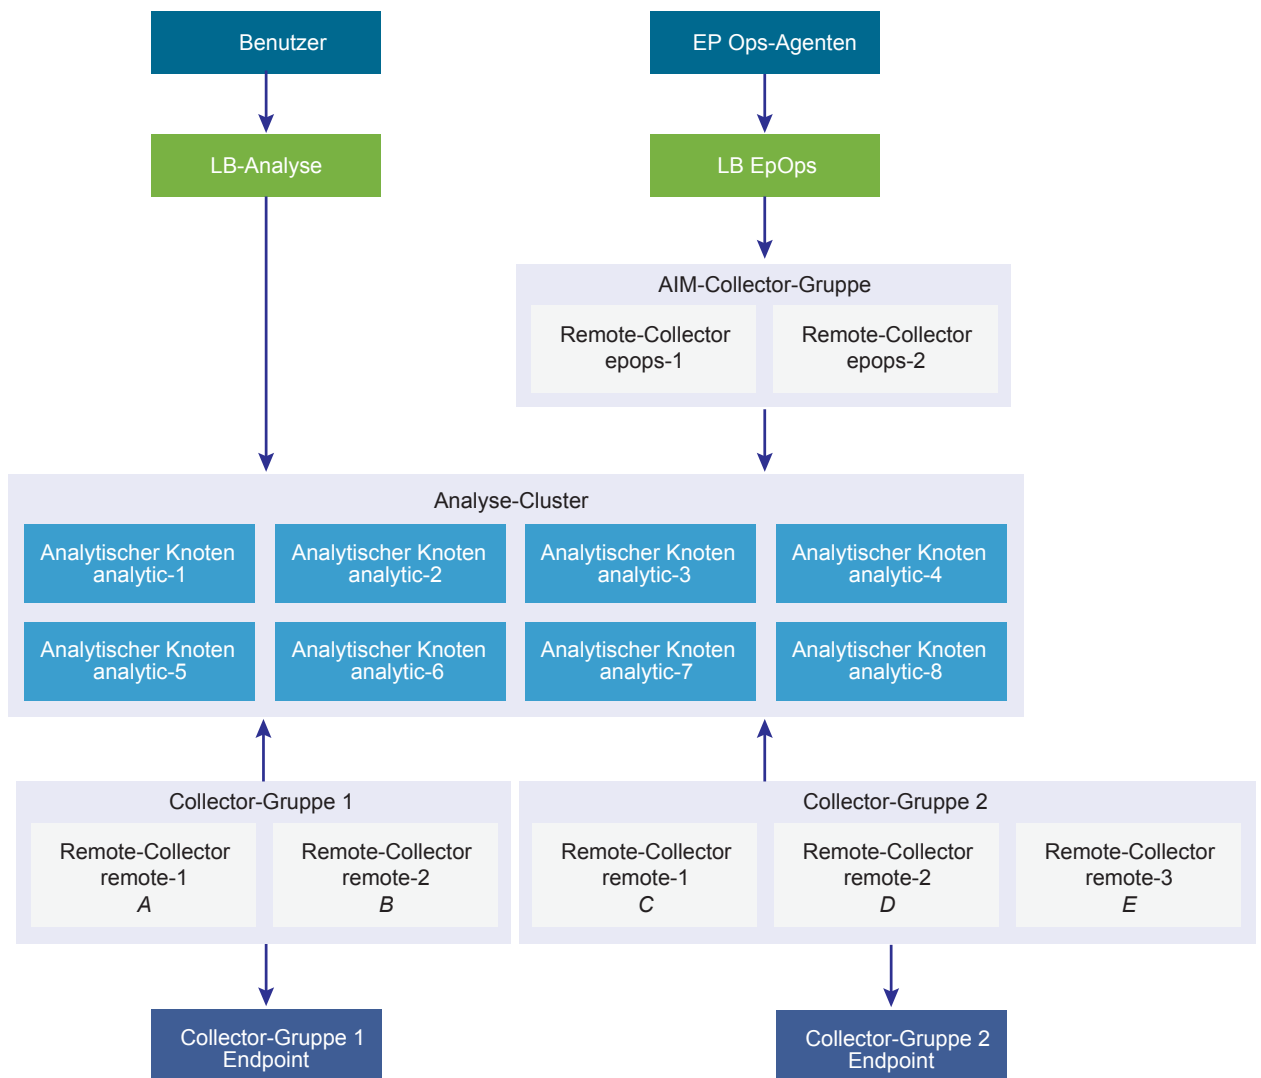 Benutzer
EP Ops-Agenten
LB-Analyse
LB EpOps
AIM-Collector-Gruppe
Remote-Collector
epops-1
Remote-Collector
epops-2
Analyse-Cluster
Analytischer Knoten
analytic-1
Analytischer Knoten
analytic-2
Analytischer Knoten
analytic-3
Analytischer Knoten
analytic-4
Analytischer Knoten
analytic-5
Analytischer Knoten
analytic-6
Analytischer Knoten
analytic-7
Analytischer Knoten
analytic-8
Collector-Gruppe 1
Remote-Collector
remote-1
A
Remote-Collector
remote-2
B
Collector-Gruppe 2
Remote-Collector
remote-1
C
Remote-Collector
remote-2
D
Remote-Collector
remote-3
E
Collector-Gruppe 1
Endpoint
Collector-Gruppe 2
Endpoint